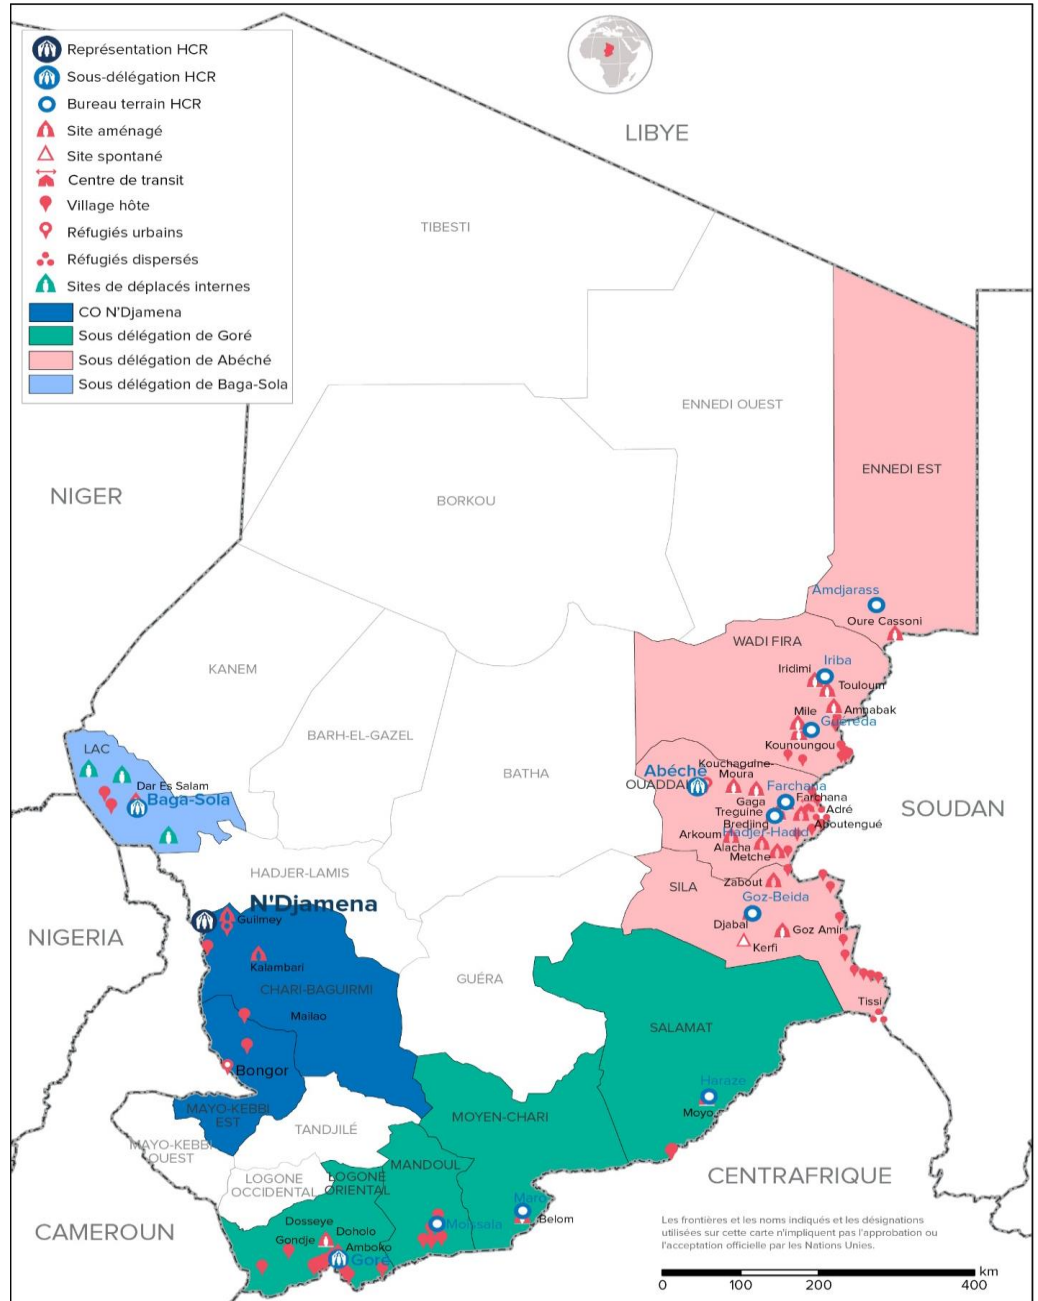 Représentation HCR
Sous-délégation HCR
Bureau terrain HCR
Site aménagé
Site spontané
Centre de transit
Village hôte
Réfugiés urbains
Réfugiés dispersés
Sites de déplacés internes
CO N'Djamena
Sous délégation de Goré
Sous délégation de Abéché
Sous délégation de Baga-Sola
LIBYE
TIBESTI
ENNEDI OUEST
ENNEDI EST
NIGER
BORKOU
Amdjarass
Oure Cassoni
WADI FIRA
KANEM
Iriba
Iridimi
Touloum
Amnabak
Mile
Guéréda
BARH-EL-GAZEL
Kounoungou
LAC
BATHA
Kouchaguine-
Moura
Abéché
OUADDAI
Dar Es Salam
Baga-Sola
Farchana
Farchana
Gaga
Adré
SOUDAN
Treguine
Bredjing
Aboutengué
Hadjer-Hadid
Arkoum
Alacha
Metche
HADJER-LAMIS
Zabout
SILA
Goz-Beida
N'Djamena
Guilmey
Djabal
Goz Amir
NIGERIA
Kerfi
Kalambari
GUÉRA
CHARI-BAGUIRMI
Tissi
Mailao
SALAMAT
Bongor
Haraze
MAYO-KEBBI
EST
Moyo
MOYEN-CHARI
TANDJILÉ
MAYO-KEBBI
OUEST
MANDOUL
CENTRAFRIQUE
LOGONE
OCCIDENTAL
LOGONE
ORIENTAL
Maro
Belom
Dosseye
Moissala
CAMEROUN
Doholo
Gondje
Amboko
Goré
Les frontières et les noms indiqués et les désignations
utilisées sur cette carte n'impliquent pas l'approbation ou
l'acceptation officielle par les Nations Unies.
km
0 100 200 400